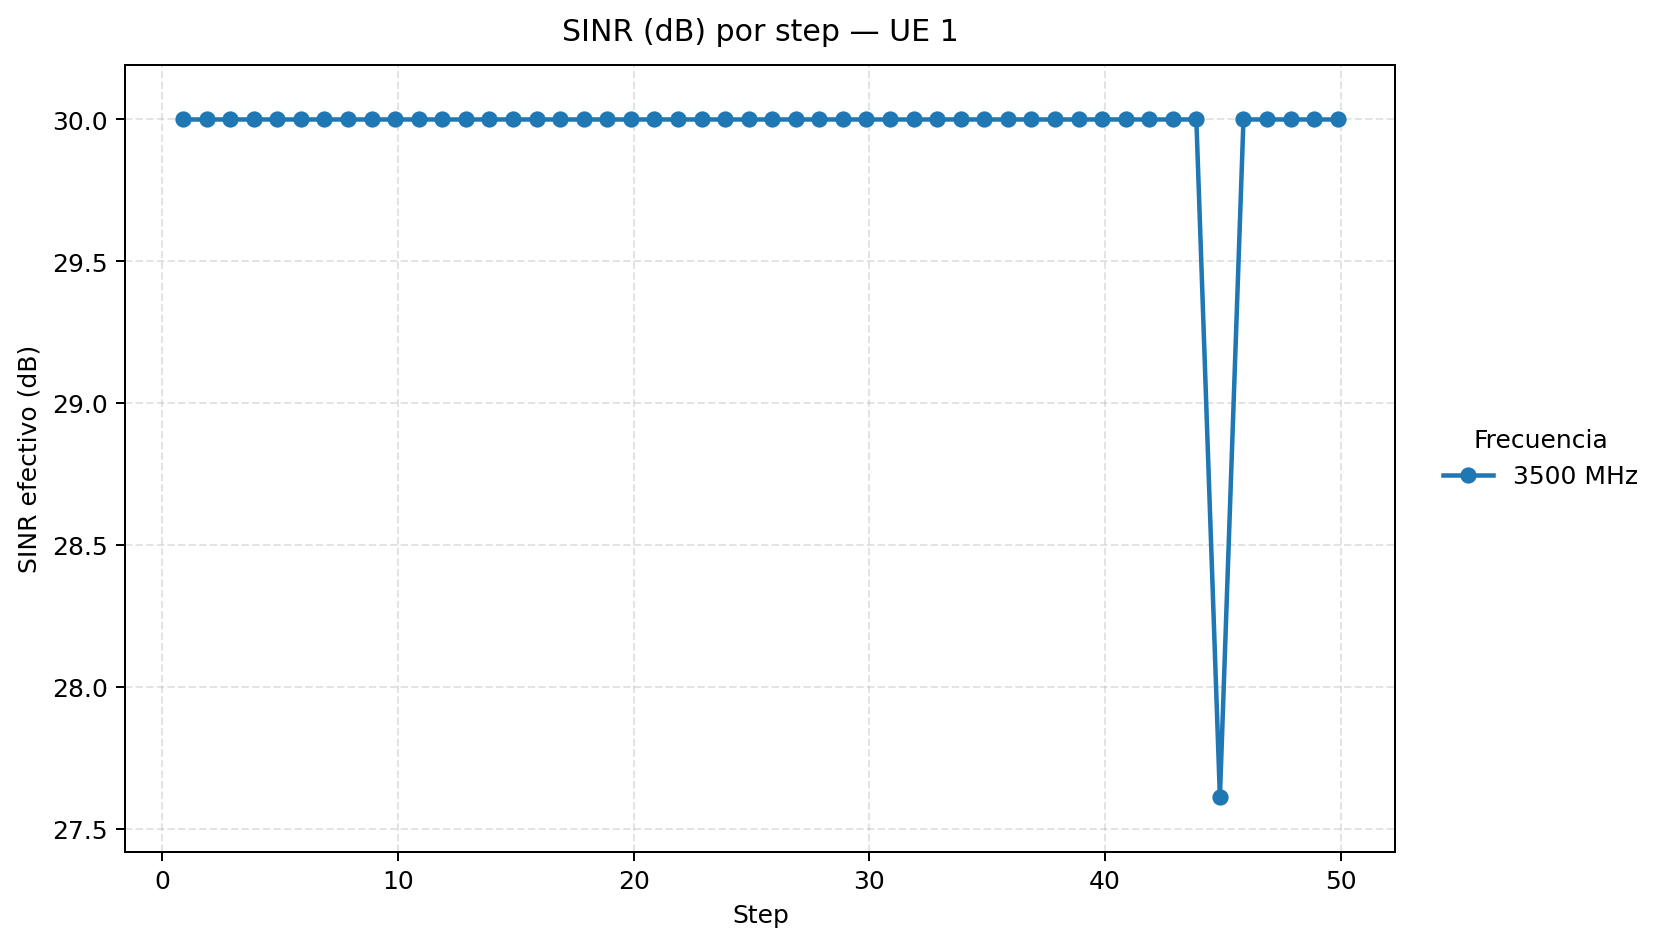 SINR (dB) por step — UE 1
30.0
29.5
29.0
28.5
28.0
27.5
SINR efectivo (dB)
0 10 20 30 40 50
Step
Frecuencia
3500 MHz